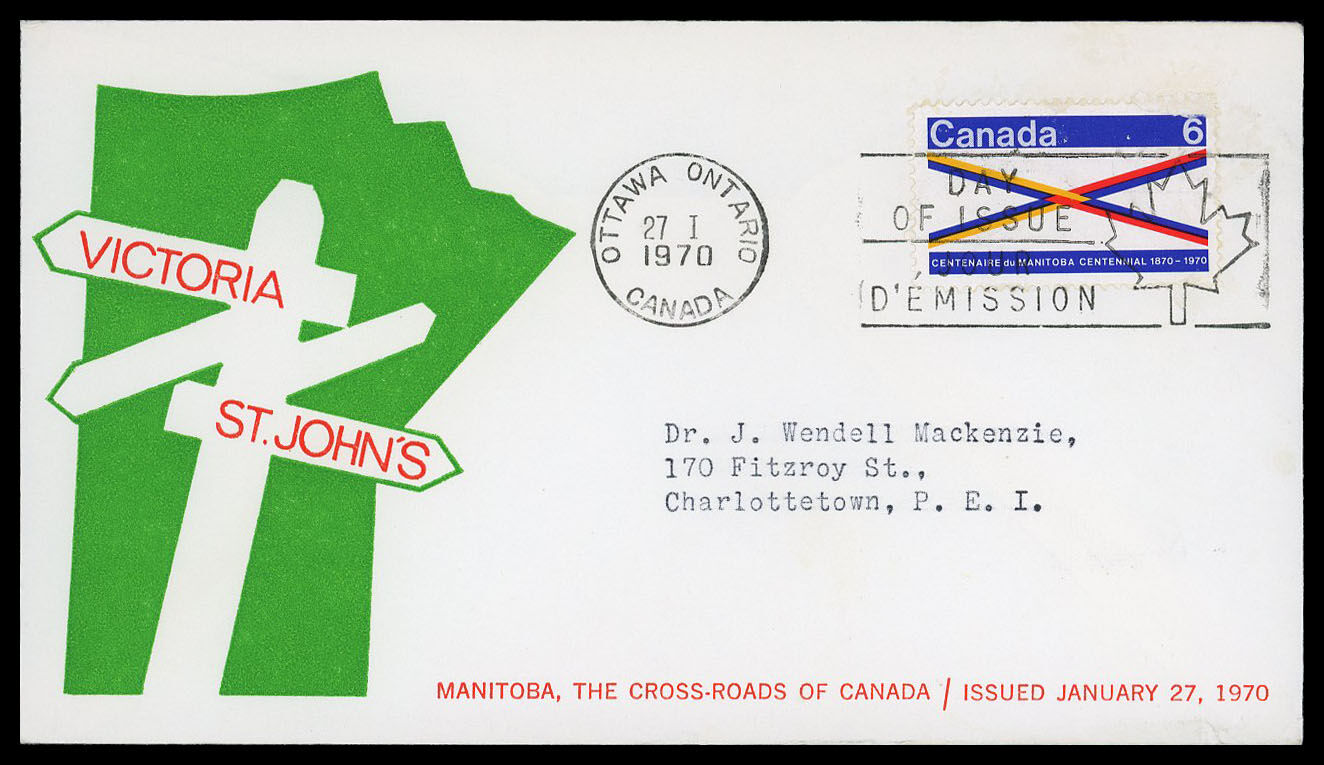 VICTORIA
ST. JOHN'S
OTTAWA ONTARIO
27 I
1970
CANADA
Canada 6
DAY
OF ISSUE
JOUR
D'ÉMISSION
CENTENAIRE du MANITOBA CENTENNIAL 1870-1970
Dr. J. Wendell Mackenzie,
170 Fitzroy St.,
Charlottetown, P. E. I.
MANITOBA, THE CROSS-ROADS OF CANADA / ISSUED JANUARY 27, 1970